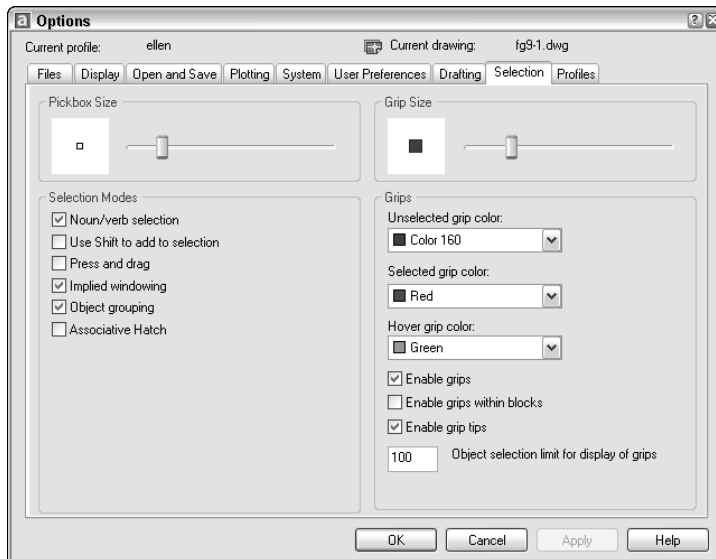 a Options
Current profile: ellen Current drawing: fg9-1.dwg
Files Display Open and Save Plotting System User Preferences Drafting Selection Profiles
Pickbox Size
Grip Size
Selection Modes
Noun/verb selection
Use Shift to add to selection
Press and drag
Implied windowing
Object grouping
Associative Hatch
Grips
Unselected grip color:
Color 160
Selected grip color:
Red
Hover grip color:
Green
Enable grips
Enable grips within blocks
Enable grip tips
100 Object selection limit for display of grips
OK Cancel Apply Help